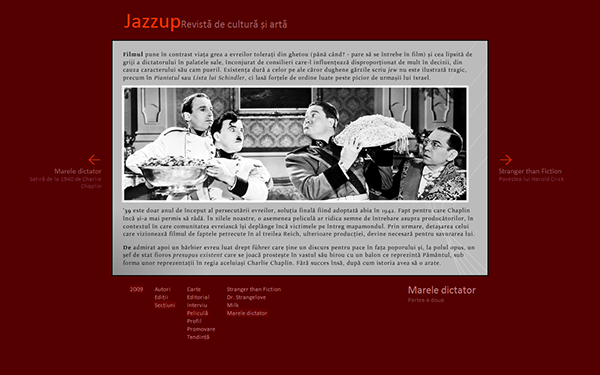 Jazzup Revistă de cultură și artă
Filmul pune în contrast viața grea a evreilor tolerați din ghetou (până când? - pare să se întrebe în film) și cea lipsită de
griji a dictatorului în palatele sale, înconjurat de consilieri care-l influențează disproporționat de mult în decizii, din
cauza caracterului său cam pueril. Existența dură a celor pe ale căror dughene gărzile scriu jew nu este ilustrată tragic,
precum în Pianistul sau Lista lui Schindler, ci lasă forțele de ordine luate peste picior de urmașii lui Israel.
Marele dictator
Satiră de la 1940 de Charlie
Chaplin
Stranger than Fiction
Povestea lui Harold Crick
'39 este doar anul de început al persecutării evreilor, soluția finală fiind adoptată abia în 1942. Fapt pentru care Chaplin
încă și-a mai permis să râdă. În zilele noastre, o asemenea peliculă ar ridica semne de întrebare asupra producătorilor, în
contextul în care comunitatea evreiască își deplânge încă victimele pe întreg mapamondul. Prin urmare, detașarea celui
care vizionează filmul de faptele petrecute în al treilea Reich, ulterioare producției, devine necesară pentru savurarea lui.
De admirat apoi un bărbier evreu luat drept führer care ține un discurs pentru pace în fața poporului și, la polul opus, un
șef de stat fioros presupus existent care se joacă prostește în vastul său birou cu un balon ce reprezintă Pământul, sub
forma unor reprezentații în regia aceluiași Charlie Chaplin. Fără succes însă, după cum istoria avea să o arate.
2009 Autori Carte Stranger than Fiction
Ediții Editorial Dr. Strangelove
Secțiuni Interviu Milk
Peliculă Marele dictator
Profil
Promovare
Tendință
Marele dictator
Partea a doua